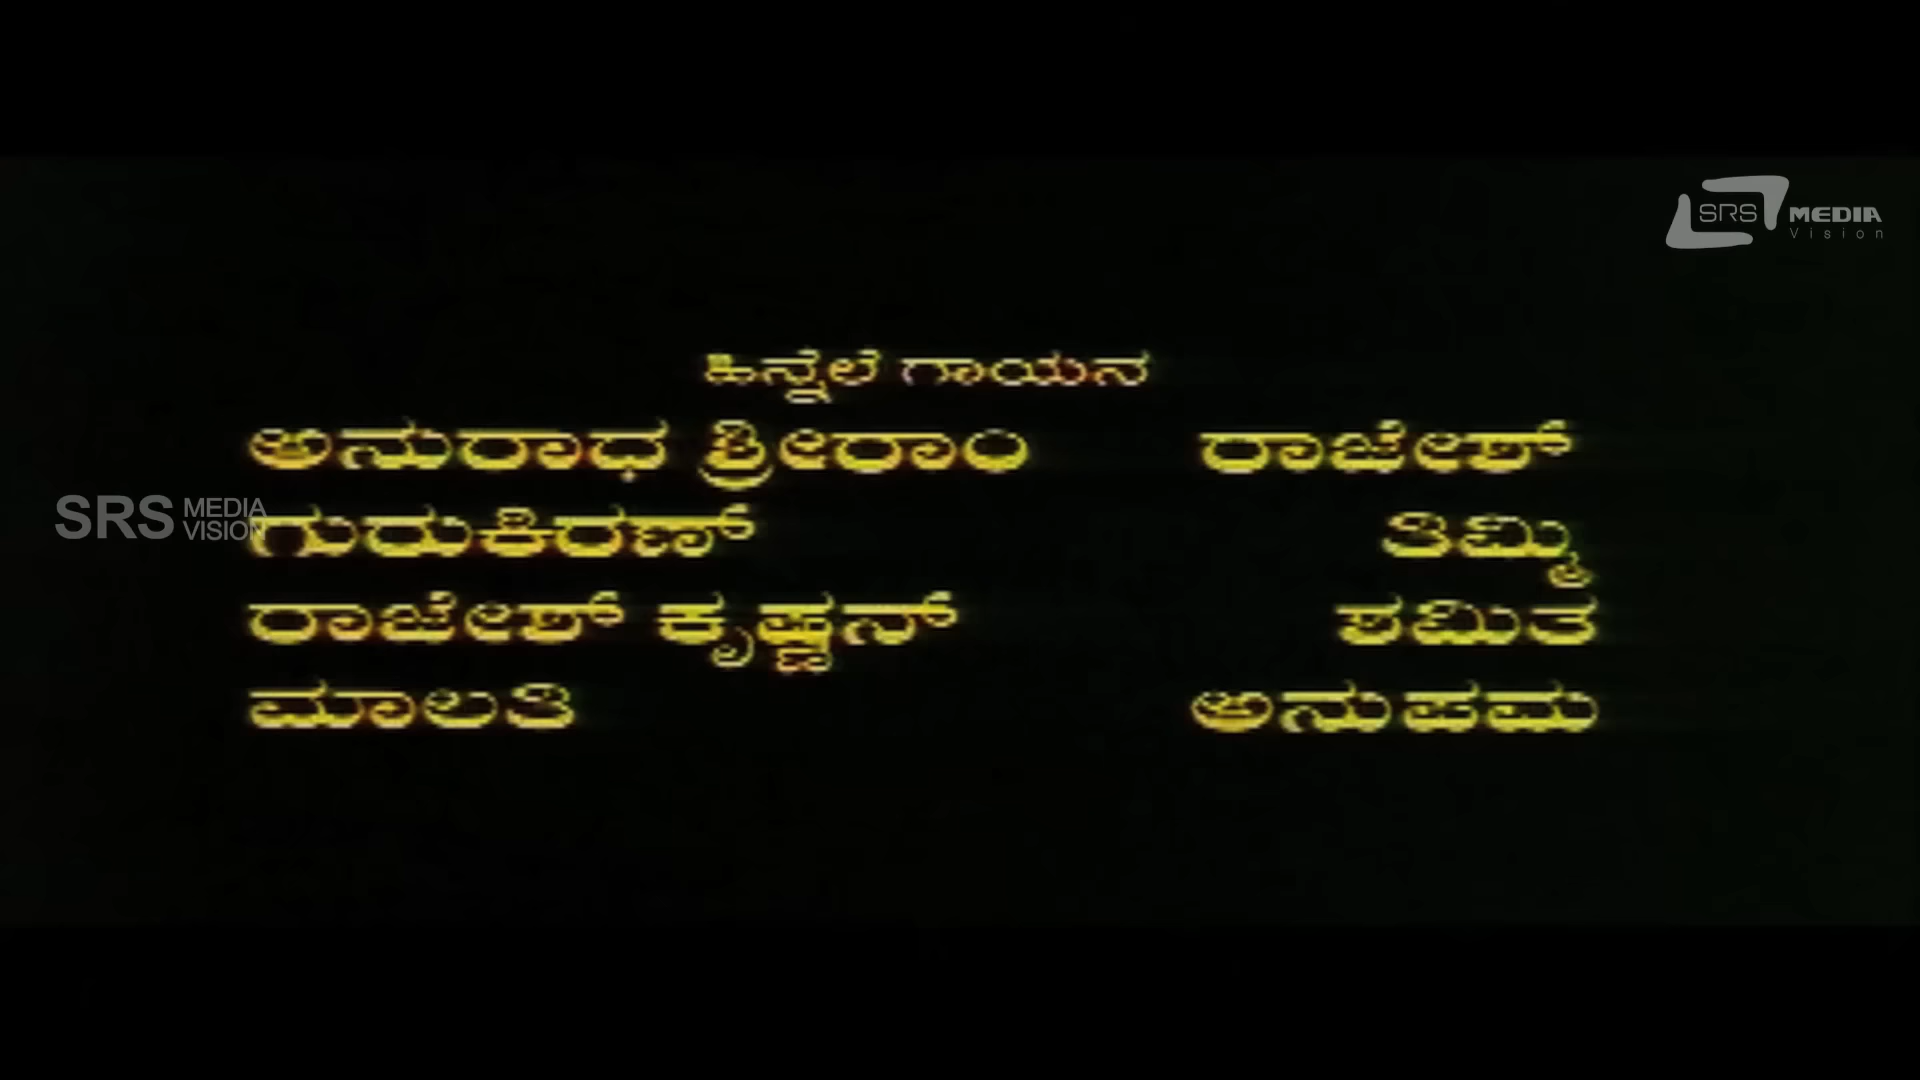 SRS MEDIA
Vision
ಹಿನ್ನೆಲೆ ಗಾಯನ
ಅನುರಾಧ ಶ್ರೀರಾಂ ರಾಜೇಶ್
SRS MEDIA VISION
ಗುರುಕಿರಣ್ ತಿಮ್ಮಿ
ರಾಜೇಶ್ ಕೃಷ್ಣನ್ ಶಮಿತ
ಮಾಲತಿ ಅನುಪಮ